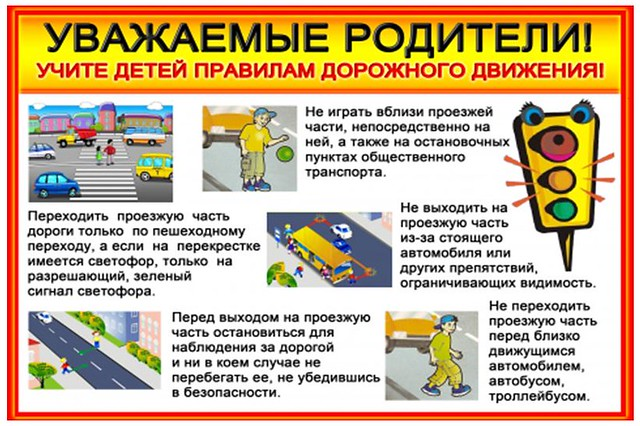 УВАЖАЕМЫЕ РОДИТЕЛИ!
УЧИТЕ ДЕТЕЙ ПРАВИЛАМ ДОРОЖНОГО ДВИЖЕНИЯ!
Не играть вблизи проезжей
части, непосредственно на
ней, а также на остановочных
пунктах общественного
транспорта.
Переходить проезжую часть
дороги только по пешеходному
переходу, а если на перекрестке
имеется светофор, только на
разрешающий, зеленый
сигнал светофора.
Не выходить на
проезжую часть
из-за стоящего
автомобиля или
других препятствий,
ограничивающих видимость.
Перед выходом на проезжую
часть остановиться для
наблюдения за дорогой
и ни в коем случае не
перебегать ее, не убедившись
в безопасности.
Не переходить
проезжую часть
перед близко
движущимся
автомобилем,
автобусом,
троллейбусом.